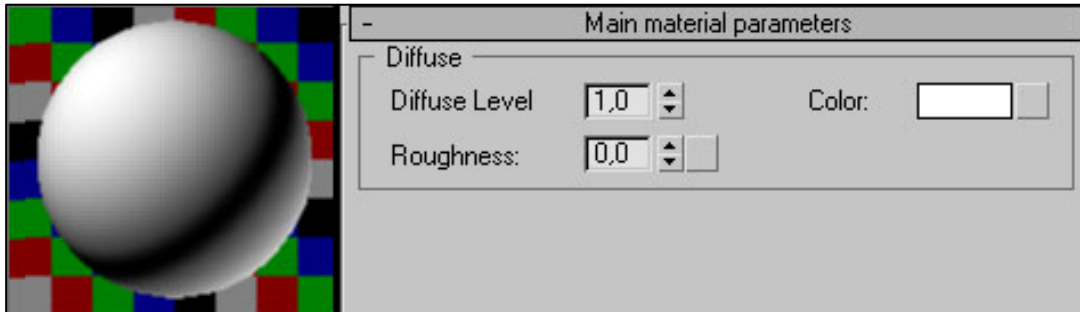 - Main material parameters
Diffuse
Diffuse Level 1,0 Color:
Roughness: 0,0